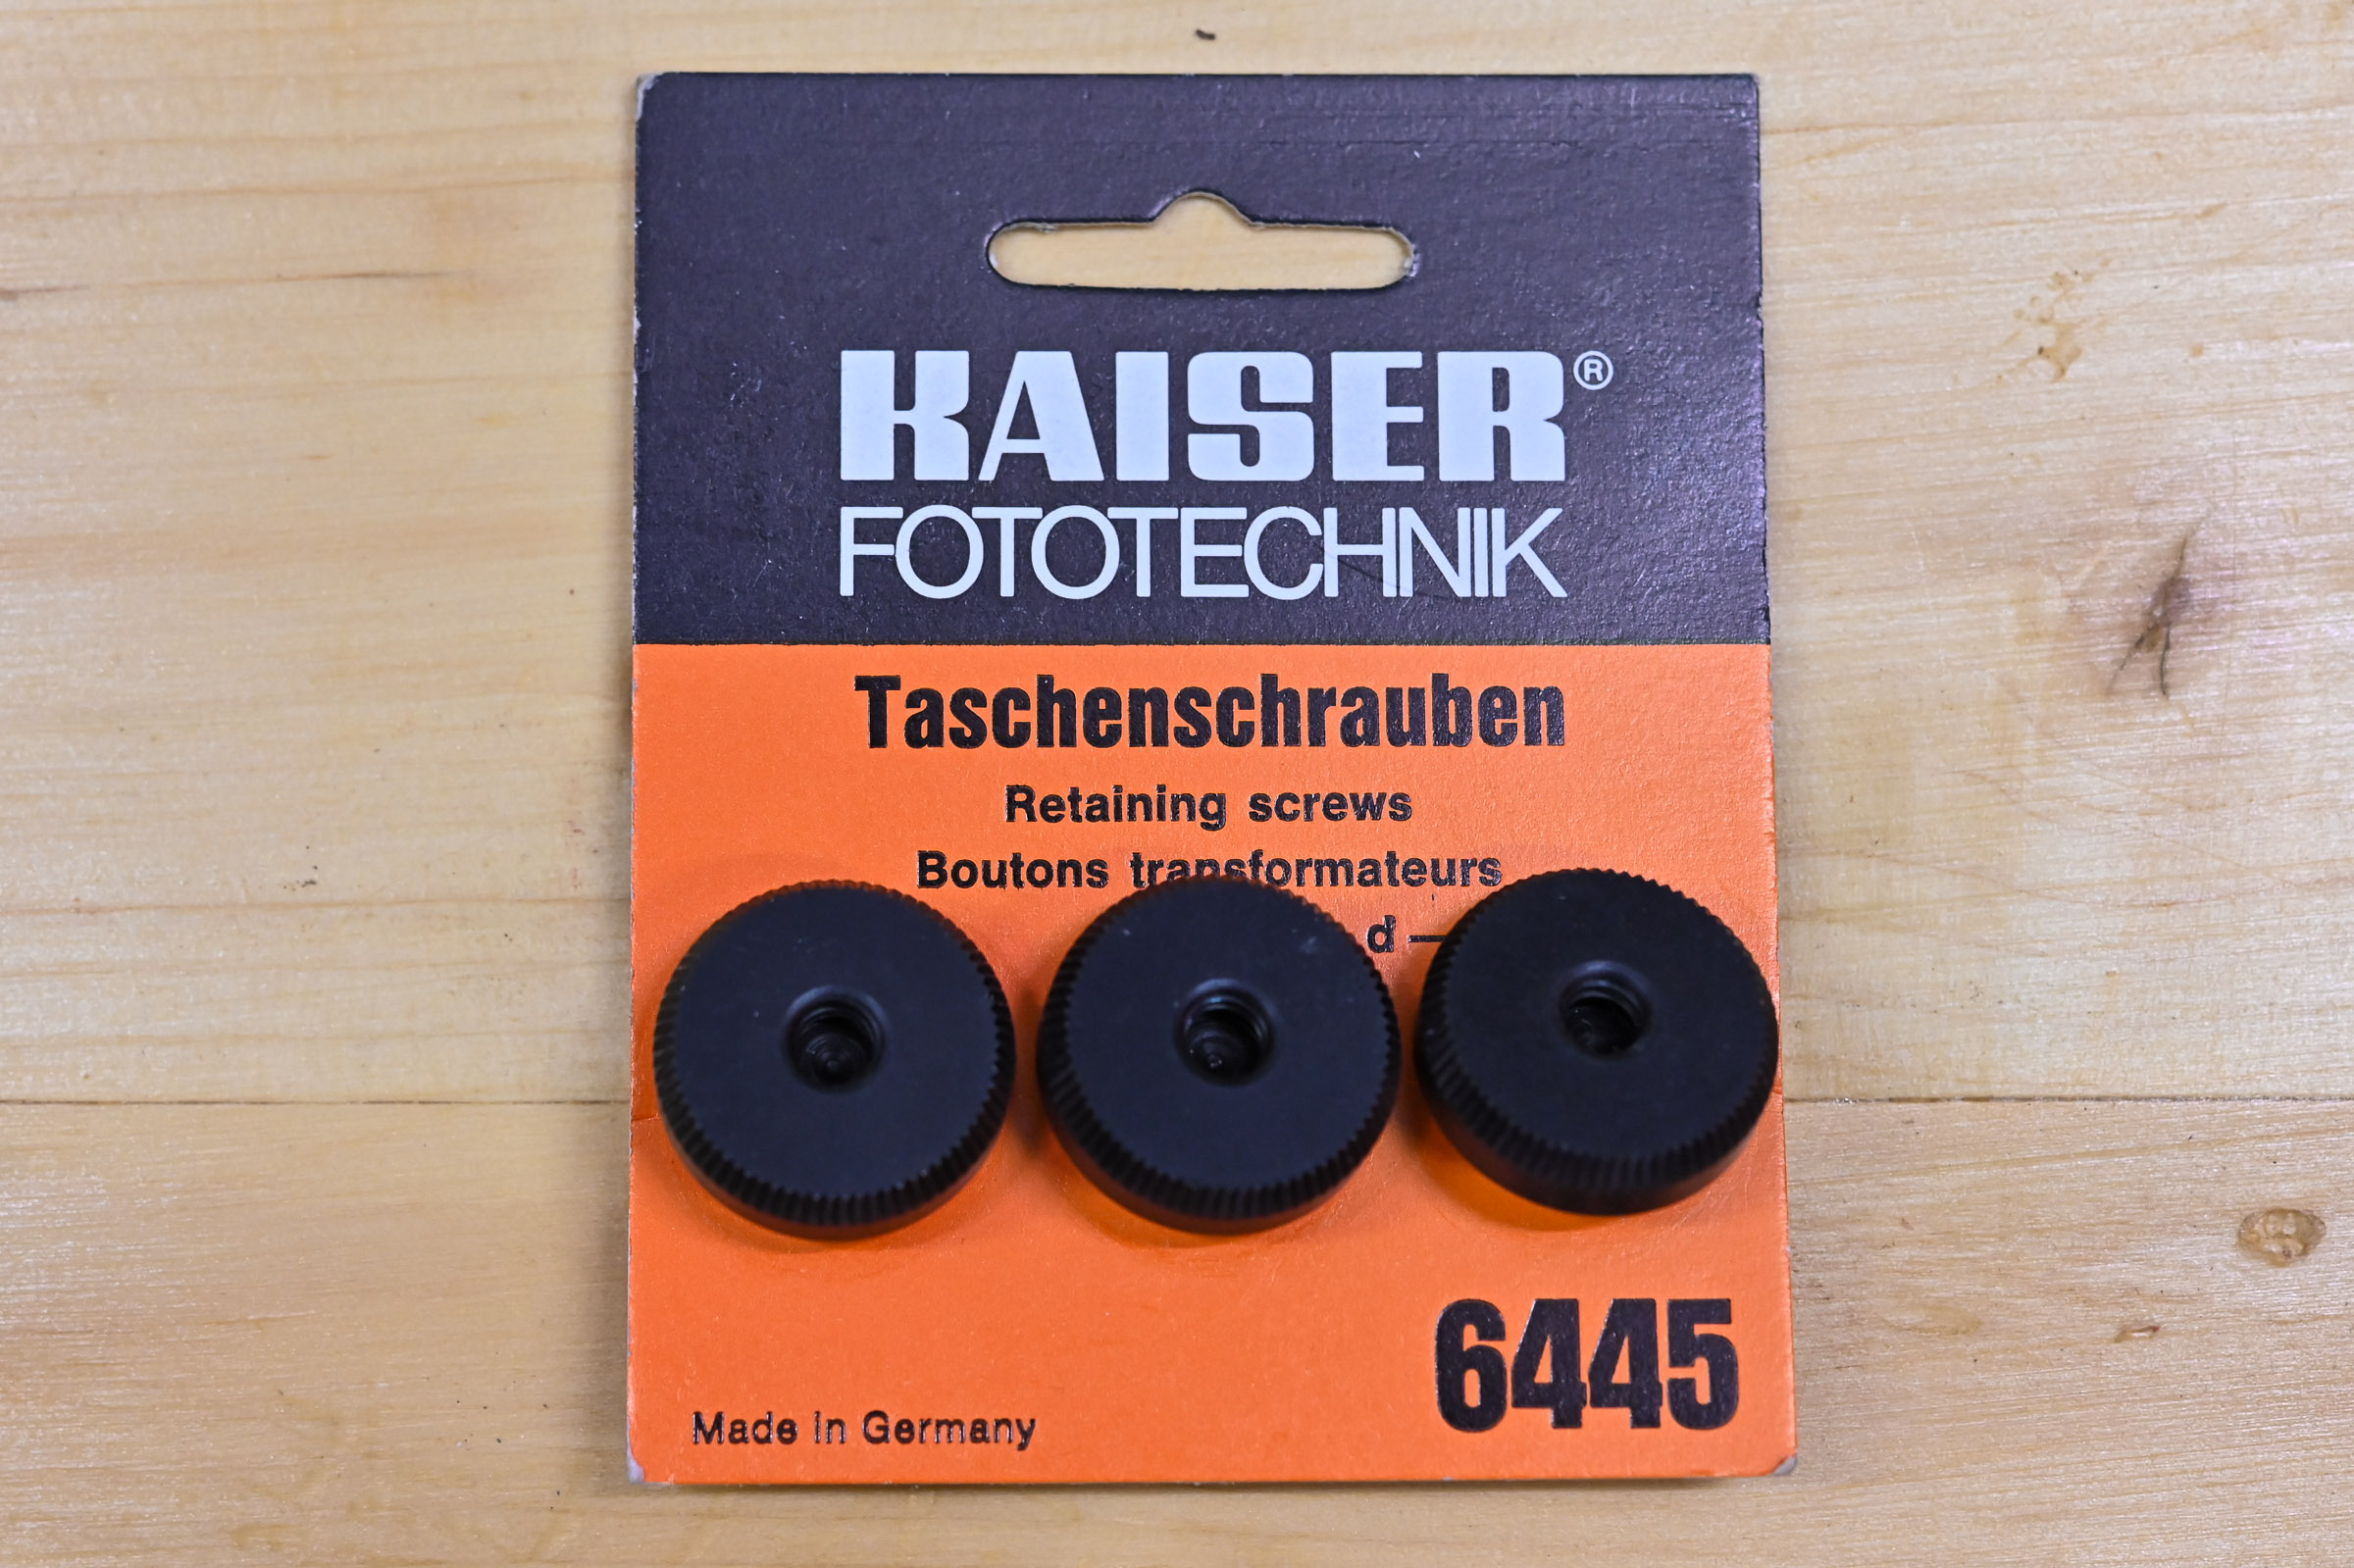 KAISER®
FOTOTECHNIK
Taschenschrauben
Retaining screws
Boutons transformateurs
d —
6445
Made in Germany